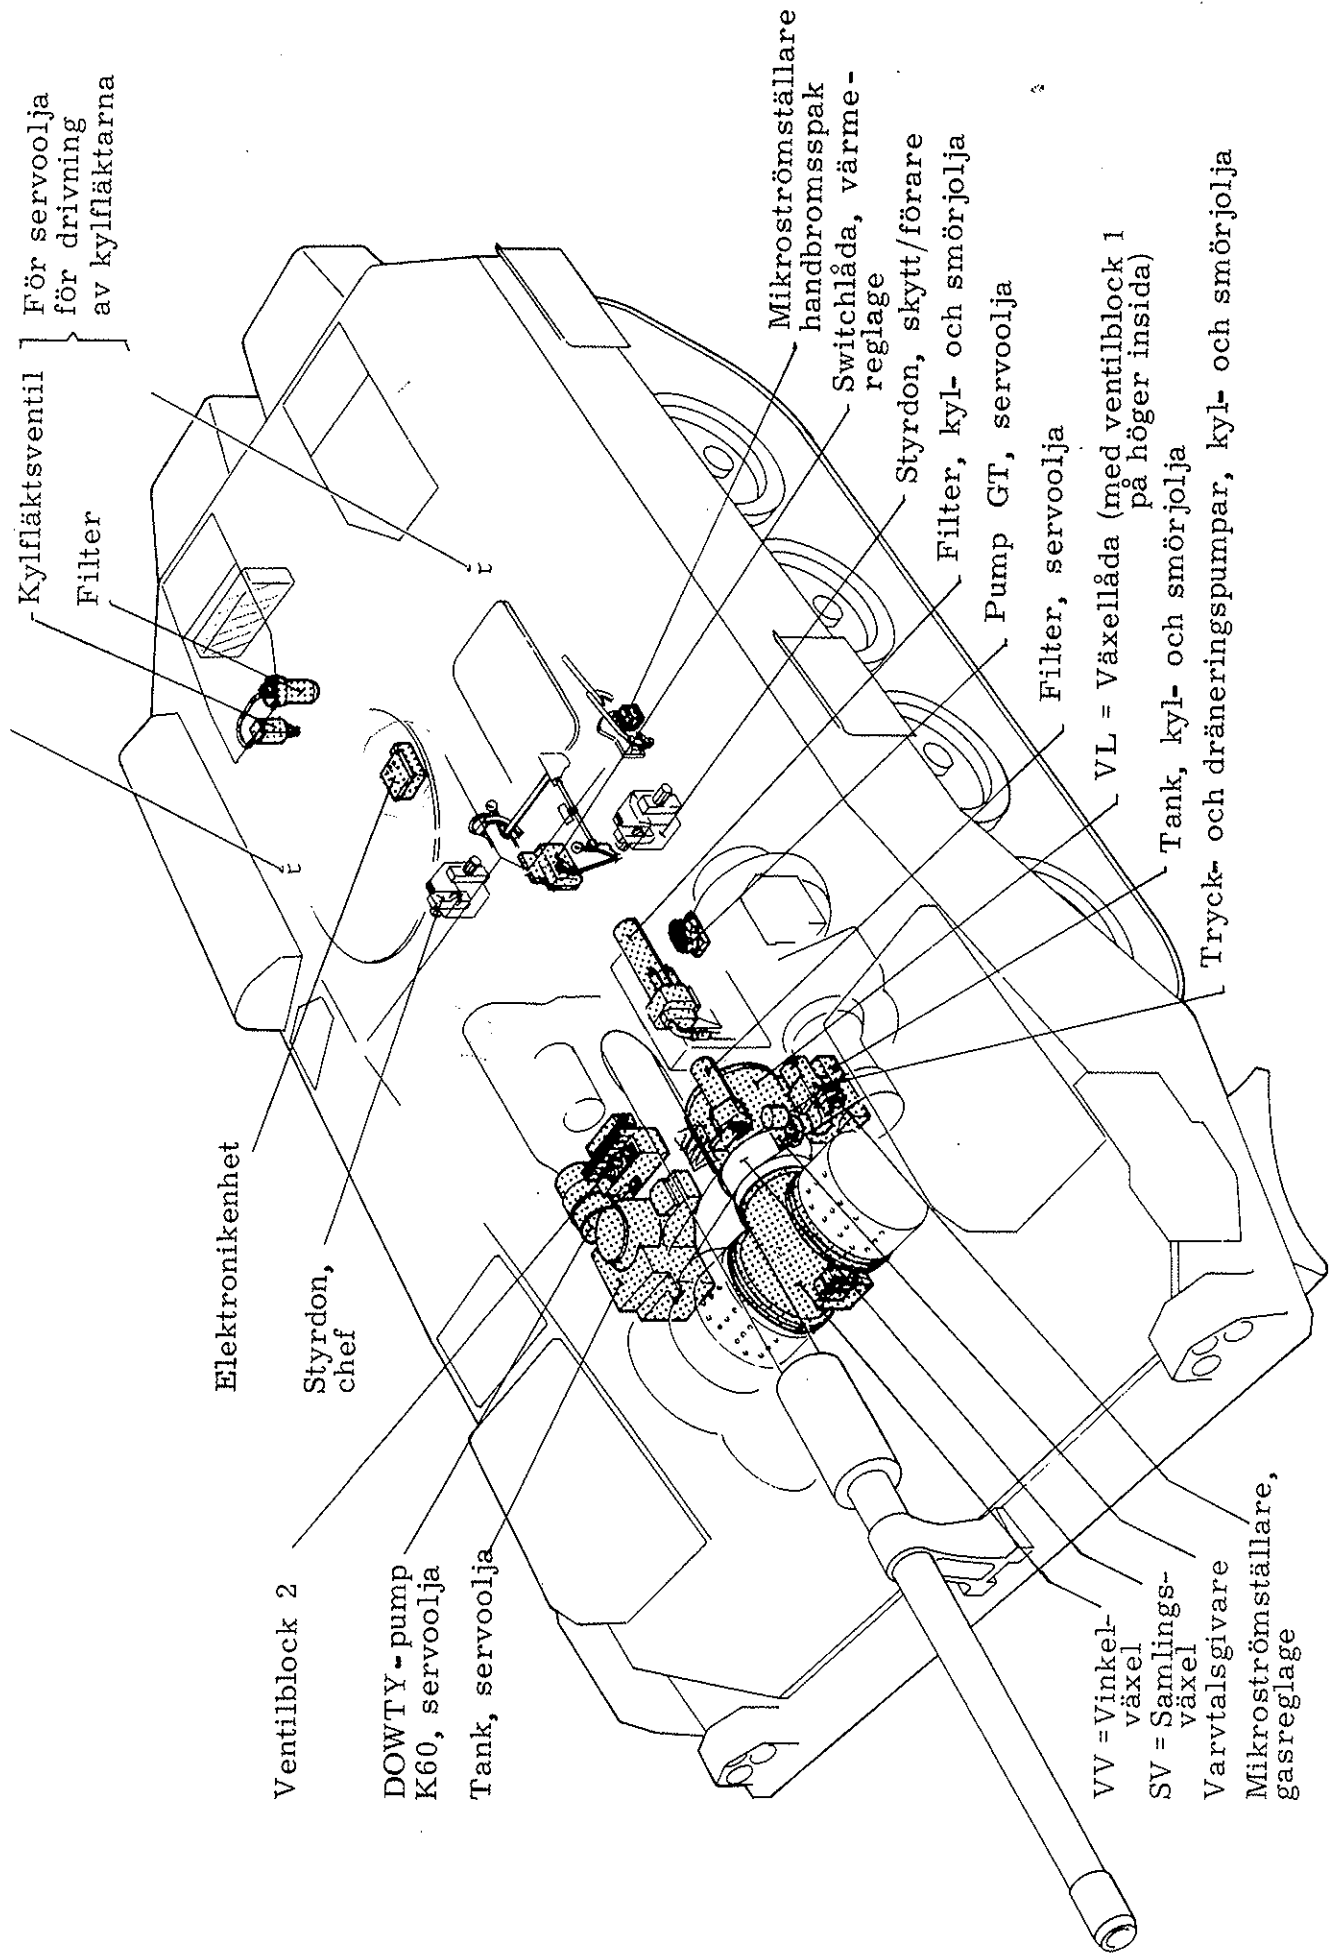 Kylfläktsventil
Filter
För servoolja
för drivning
av kylfläktarna
Elektronikenhet
Styrdon,
chef
Ventilblock 2
DOWTY-pump
K60, servoolja
Tank, servoolja
Mikroströmställare
handbromsspak
Switchlåda, värme-
reglage
Styrdon, skytt/förare
Filter, kyl- och smörjolja
Pump GT, servoolja
Filter, servoolja
VL = Växellåda (med ventilblock 1
på höger insida)
Tank, kyl- och smörjolja
Tryck- och dräneringspumpar, kyl- och smörjolja
VV = Vinkel-
växel
SV = Samlings-
växel
Varvtalsgivare
Mikroströmställare,
gasreglage